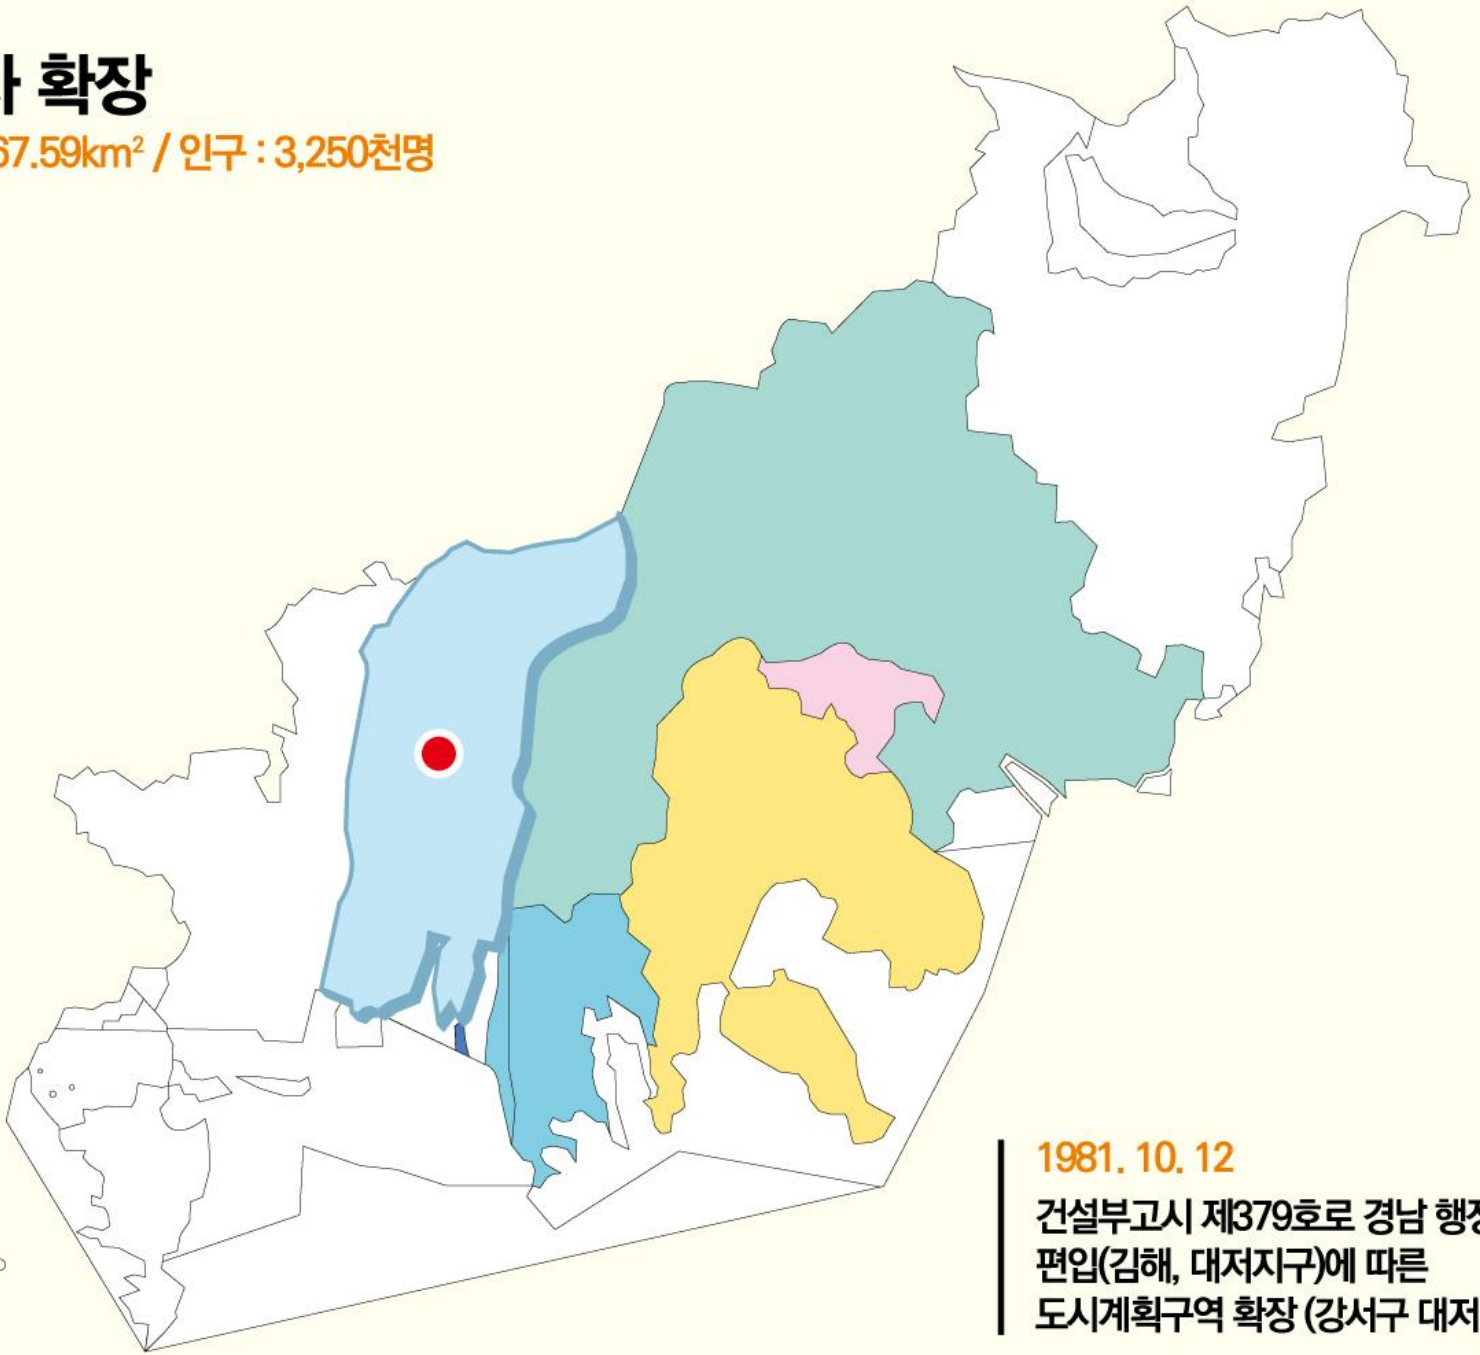 확장
67.59km² / 인구 : 3,250천명
1981. 10. 12
건설부고시 제379호로 경남 행정
편입(김해, 대저지구)에 따른
도시계획구역 확장 (강서구 대저